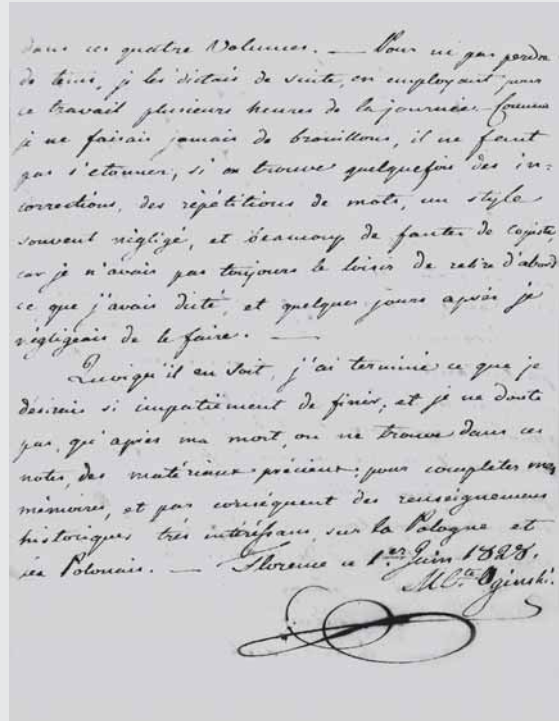 dans ces quatre Volumes. — Pour ne pas perdre
de tems, je les dictais de suite, en employant pour
ce travail plusieurs heures de la journée. Comme
je ne faisais jamais de brouillons, il ne faut
pas s'etonner, si on trouve quelquefois des in-
corrections, des répétitions de mots, un style
souvent négligé, et beaucoup de fautes de copiste
car je n'avais pas toujours le loisir de relire d'abord
ce que j'avais dicté, et quelques jours après je
négligeais de le faire. —
Quoiqu'il en soit, j'ai terminé ce que je
désirais si impatiement de finir, et je ne doute
pas, qu'après ma mort, on ne trouve dans ces
notes, des matériaux précieux pour completer mes
mémoires, et par conséquent des renseignemens
historiques très intéressans, sur la Pologne et
les Polonais. — Florence ce 1er Juin 1828.
Ml. Cte Oginski.